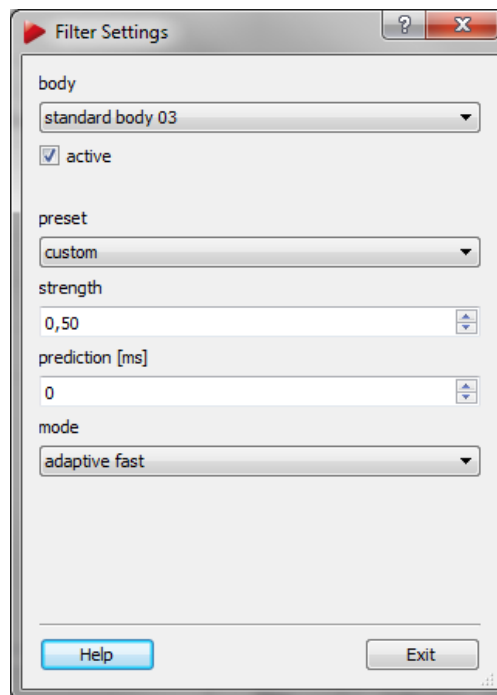 Filter Settings
body
standard body 03
active
preset
custom
strength
0,50
prediction [ms]
0
mode
adaptive fast
Help
Exit